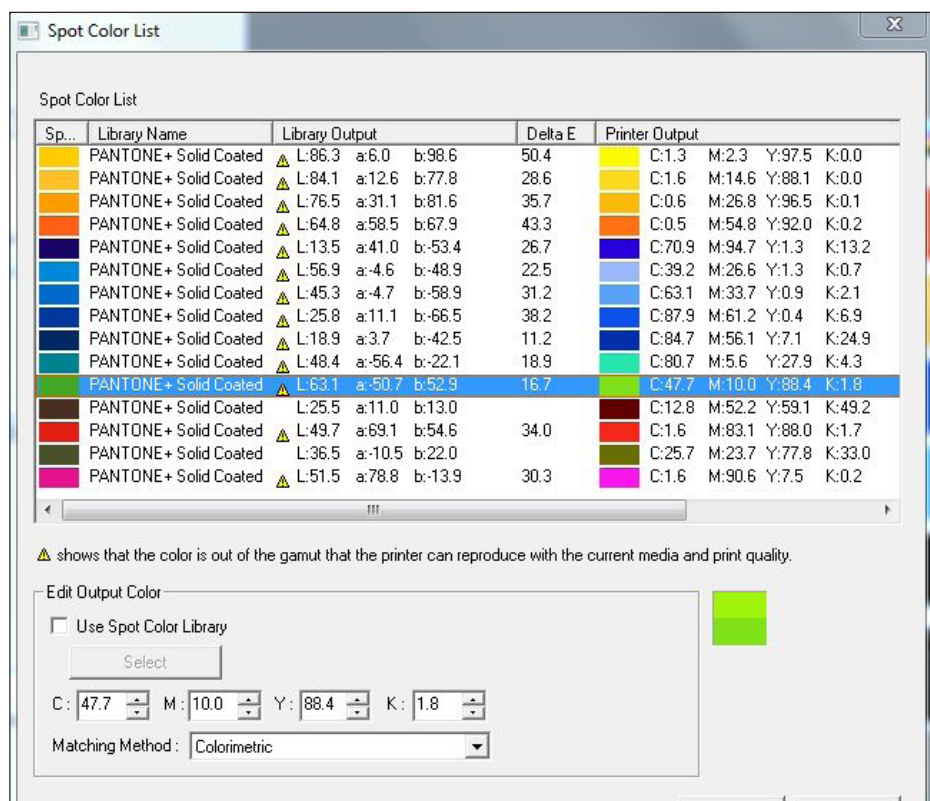 Spot Color List
Spot Color List
Sp... Library Name Library Output Delta E Printer Output
PANTONE+ Solid Coated L:86.3 a:6.0 b:98.6 50.4 C:1.3 M:2.3 Y:97.5 K:0.0
PANTONE+ Solid Coated L:84.1 a:12.6 b:77.8 28.6 C:1.6 M:14.6 Y:88.1 K:0.0
PANTONE+ Solid Coated L:76.5 a:31.1 b:81.6 35.7 C:0.6 M:26.8 Y:96.5 K:0.1
PANTONE+ Solid Coated L:64.8 a:58.5 b:67.9 43.3 C:0.5 M:54.8 Y:92.0 K:0.2
PANTONE+ Solid Coated L:13.5 a:41.0 b:-53.4 26.7 C:70.9 M:94.7 Y:1.3 K:13.2
PANTONE+ Solid Coated L:56.9 a:-4.6 b:-48.9 22.5 C:39.2 M:26.6 Y:1.3 K:0.7
PANTONE+ Solid Coated L:45.3 a:-4.7 b:-58.9 31.2 C:63.1 M:33.7 Y:0.9 K:2.1
PANTONE+ Solid Coated L:25.8 a:11.1 b:-66.5 38.2 C:87.9 M:61.2 Y:0.4 K:6.9
PANTONE+ Solid Coated L:18.9 a:3.7 b:-42.5 11.2 C:84.7 M:56.1 Y:7.1 K:24.9
PANTONE+ Solid Coated L:48.4 a:-56.4 b:-22.1 18.9 C:80.7 M:5.6 Y:27.9 K:4.3
PANTONE+ Solid Coated L:63.1 a:-50.7 b:52.9 16.7 C:47.7 M:10.0 Y:88.4 K:1.8
PANTONE+ Solid Coated L:25.5 a:11.0 b:13.0 C:12.8 M:52.2 Y:59.1 K:49.2
PANTONE+ Solid Coated L:49.7 a:69.1 b:54.6 34.0 C:1.6 M:83.1 Y:88.0 K:1.7
PANTONE+ Solid Coated L:36.5 a:-10.5 b:22.0 C:25.7 M:23.7 Y:77.8 K:33.0
PANTONE+ Solid Coated L:51.5 a:78.8 b:-13.9 30.3 C:1.6 M:90.6 Y:7.5 K:0.2
shows that the color is out of the gamut that the printer can reproduce with the current media and print quality.
Edit Output Color
Use Spot Color Library
Select
C: 47.7 M: 10.0 Y: 88.4 K: 1.8
Matching Method : Colorimetric